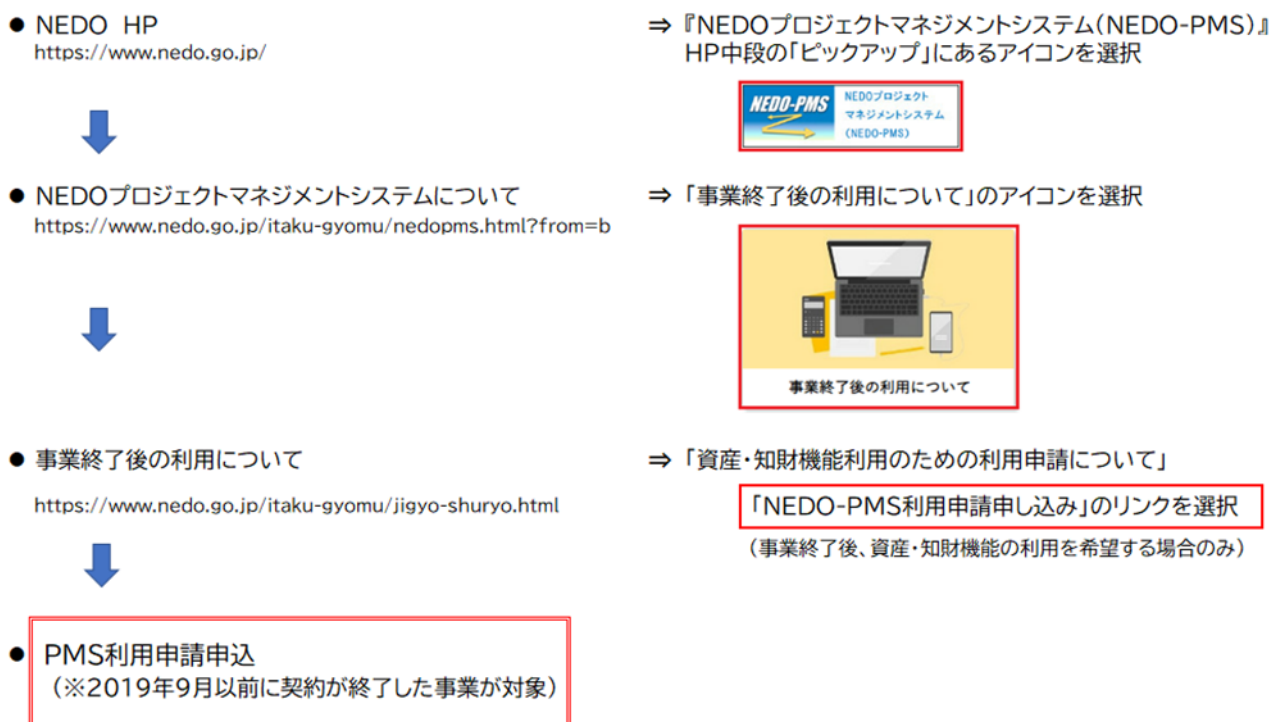 ● NEDO HP
https://www.nedo.go.jp/
⇒ 『NEDOプロジェクトマネジメントシステム(NEDO-PMS)』
HP中段の「ピックアップ」にあるアイコンを選択
NEDO-PMS
NEDOプロジェクト
マネジメントシステム
(NEDO-PMS)
● NEDOプロジェクトマネジメントシステムについて
https://www.nedo.go.jp/itaku-gyomu/nedopms.html?from=b
⇒ 「事業終了後の利用について」のアイコンを選択
事業終了後の利用について
● 事業終了後の利用について
https://www.nedo.go.jp/itaku-gyomu/jigyo-shuryo.html
⇒ 「資産・知財機能利用のための利用申請について」
「NEDO-PMS利用申請申し込み」のリンクを選択
(事業終了後、資産・知財機能の利用を希望する場合のみ)
● PMS利用申請申込
(※2019年9月以前に契約が終了した事業が対象)